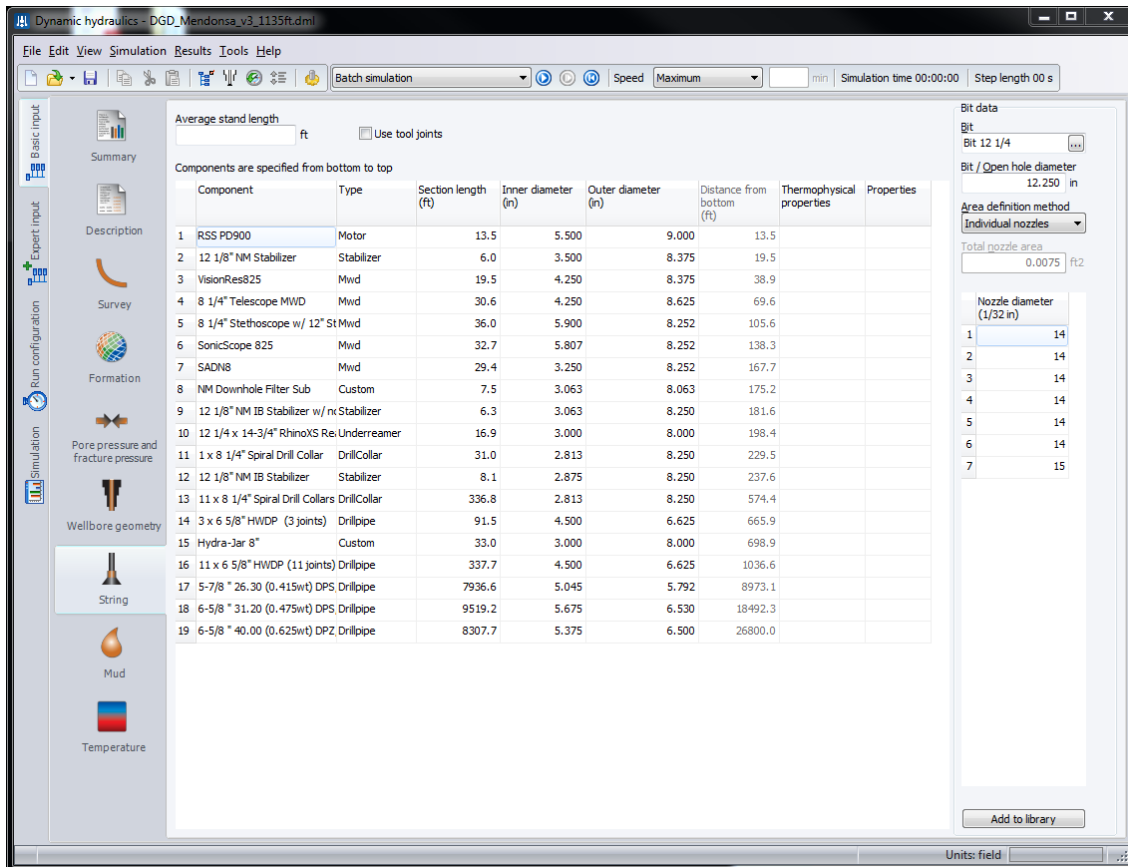 Dynamic hydraulics - DGD_Mendonsa_v3_1135ft.dml
File Edit View Simulation Results Tools Help
Batch simulation Speed Maximum min Simulation time 00:00:00 Step length 00 s
Basic input
Expert input
Run configuration
Simulation
Summary
Description
Survey
Formation
Pore pressure and
fracture pressure
Wellbore geometry
String
Mud
Temperature
Average stand length
ft Use tool joints
Components are specified from bottom to top
Component Type Section length (ft) Inner diameter (in) Outer diameter (in) Distance from bottom (ft) Thermophysical properties Properties
1 RSS PD900 Motor 13.5 5.500 9.000 13.5
2 12 1/8" NM Stabilizer Stabilizer 6.0 3.500 8.375 19.5
3 VisionRes825 Mwd 19.5 4.250 8.375 38.9
4 8 1/4" Telescope MWD Mwd 30.6 4.250 8.625 69.6
5 8 1/4" Stethoscope w/ 12" St Mwd 36.0 5.900 8.252 105.6
6 SonicScope 825 Mwd 32.7 5.807 8.252 138.3
7 SADN8 Mwd 29.4 3.250 8.252 167.7
8 NM Downhole Filter Sub Custom 7.5 3.063 8.063 175.2
9 12 1/8" NM IB Stabilizer w/ no Stabilizer 6.3 3.063 8.250 181.6
10 12 1/4 x 14-3/4" RhinoXS Rea Underreamer 16.9 3.000 8.000 198.4
11 1 x 8 1/4" Spiral Drill Collar DrillCollar 31.0 2.813 8.250 229.5
12 12 1/8" NM IB Stabilizer Stabilizer 8.1 2.875 8.250 237.6
13 11 x 8 1/4" Spiral Drill Collars DrillCollar 336.8 2.813 8.250 574.4
14 3 x 6 5/8" HWDP (3 joints) Drillpipe 91.5 4.500 6.625 665.9
15 Hydra-Jar 8" Custom 33.0 3.000 8.000 698.9
16 11 x 6 5/8" HWDP (11 joints) Drillpipe 337.7 4.500 6.625 1036.6
17 5-7/8 " 26.30 (0.415wt) DPS, Drillpipe 7936.6 5.045 5.792 8973.1
18 6-5/8 " 31.20 (0.475wt) DPS, Drillpipe 9519.2 5.675 6.530 18492.3
19 6-5/8 " 40.00 (0.625wt) DPZ, Drillpipe 8307.7 5.375 6.500 26800.0
Bit data
Bit
Bit 12 1/4 ...
Bit / Open hole diameter
12.250 in
Area definition method
Individual nozzles
Total nozzle area
0.0075 ft2
Nozzle diameter
(1/32 in)
1 14
2 14
3 14
4 14
5 14
6 14
7 15
Add to library
Units: field